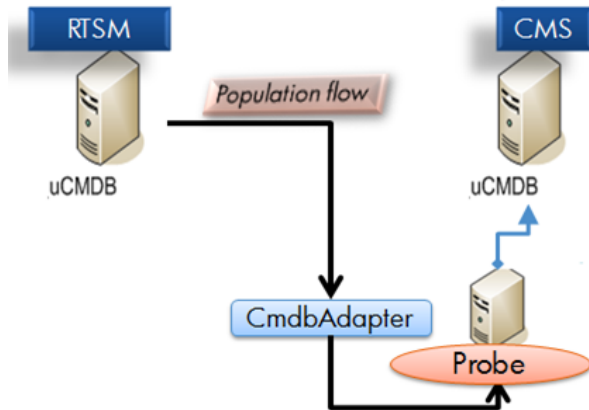 RTSM
CMS
Population flow
uCMDB
uCMDB
CmdbAdapter
Probe